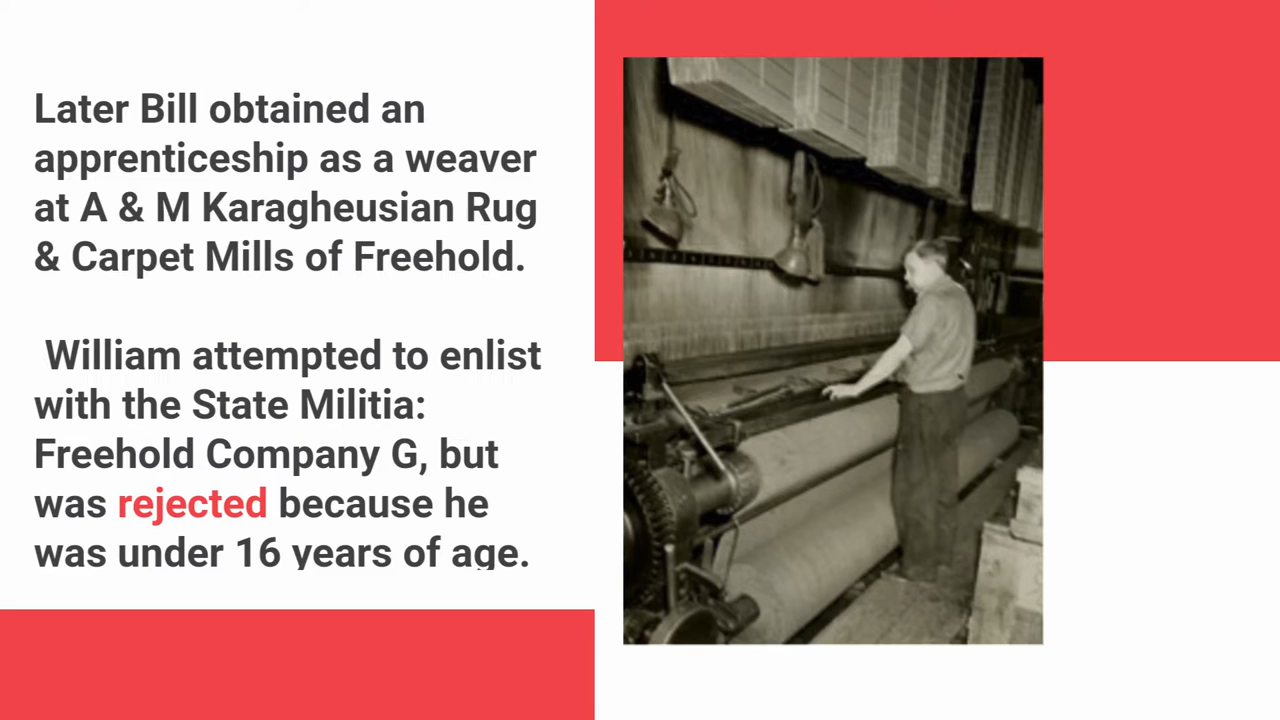 Later Bill obtained an
apprenticeship as a weaver
at A & M Karagheusian Rug
& Carpet Mills of Freehold.
William attempted to enlist
with the State Militia:
Freehold Company G, but
was rejected because he
was under 16 years of age.